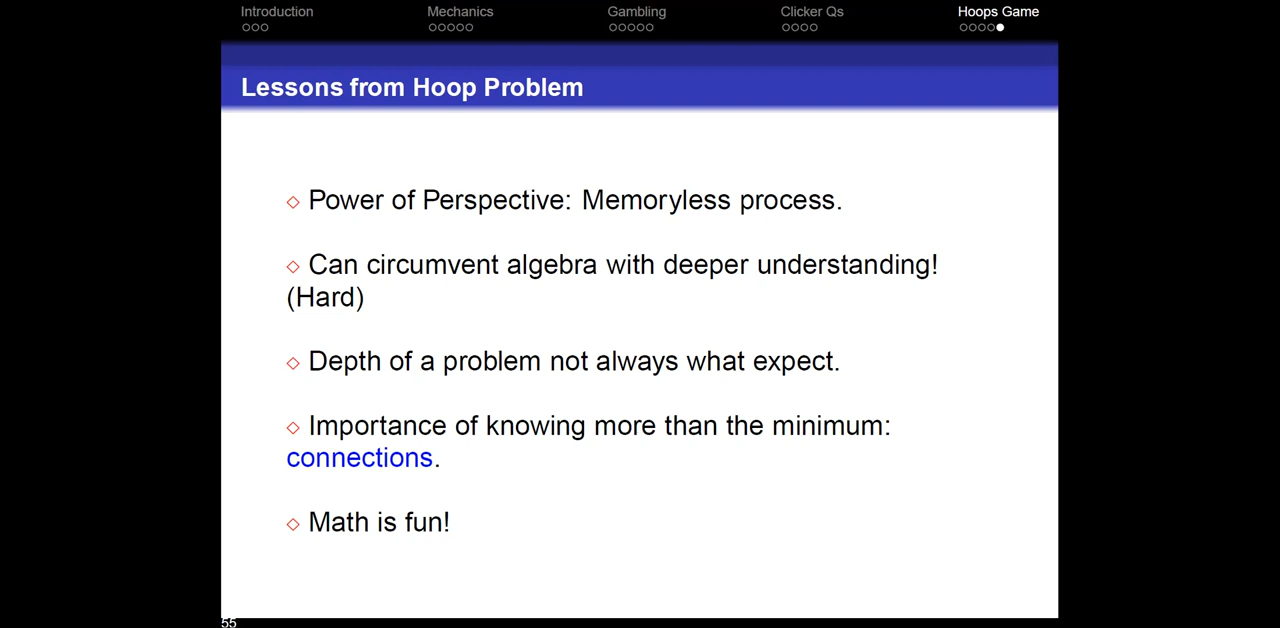 Introduction Mechanics Gambling Clicker Qs Hoops Game
Lessons from Hoop Problem
Power of Perspective: Memoryless process.
Can circumvent algebra with deeper understanding!
(Hard)
Depth of a problem not always what expect.
Importance of knowing more than the minimum:
connections.
Math is fun!
55